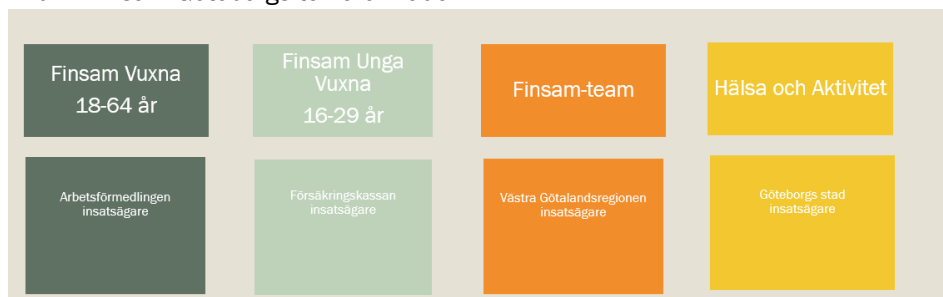 Finsam Vuxna
18-64 år
Finsam Unga
Vuxna
16-29 år
Finsam-team
Hälsa och Aktivitet
Arbetsförmedlingen
insatsägare
Försäkringskassan
insatsägare
Västra Götalandsregionen
insatsägare
Göteborgs stad
insatsägare